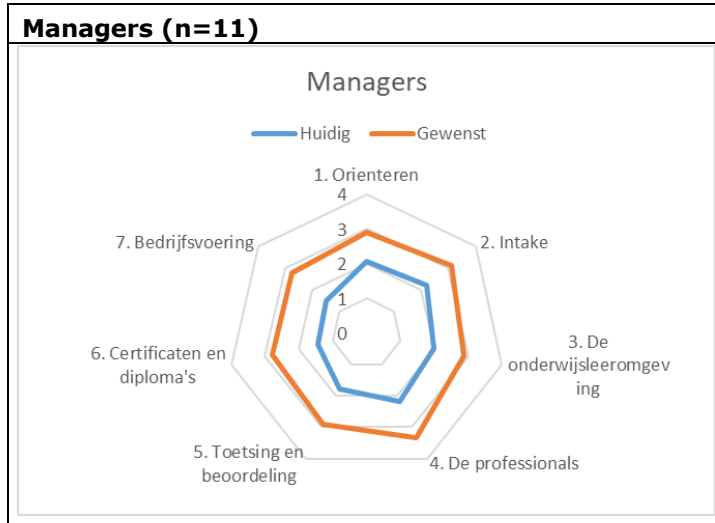 Managers (n=11)
Managers
Huidig Gewenst
1. Orienteren
4
3
2
1
0
2. Intake
3. De
onderwijsleeromgev
ing
4. De professionals
5. Toetsing en
beoordeling
6. Certificaten en
diploma's
7. Bedrijfsvoering